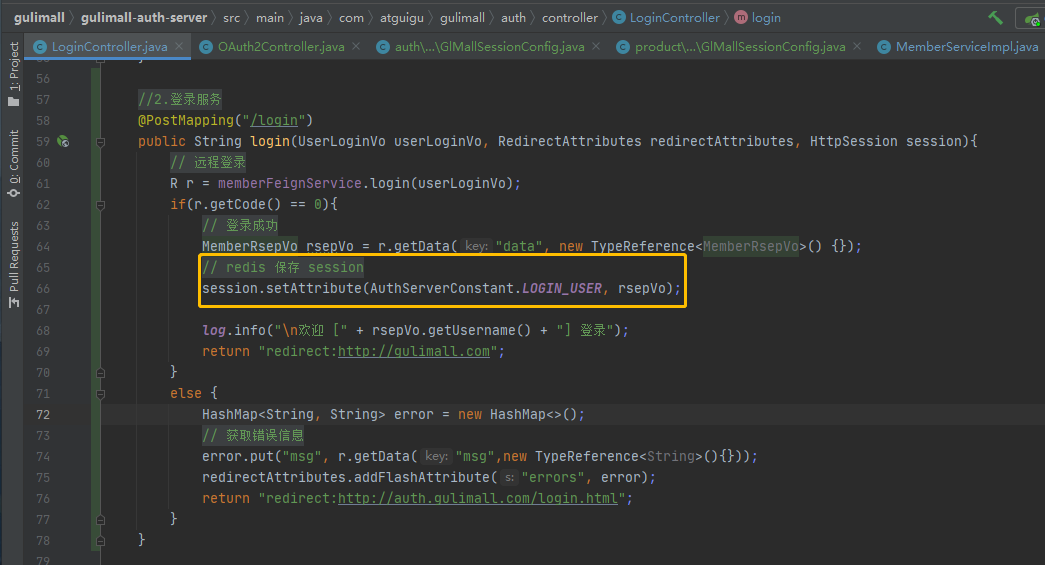 gulimall > gulimall-auth-server > src > main > java > com > atguigu > gulimall > auth > controller > LoginController > login
LoginController.java × OAuth2Controller.java × auth\...\GlMallSessionConfig.java × product\...\GlMallSessionConfig.java × MemberServiceImpl.java
1: Project
0: Commit
Pull Requests
56
57 //2.登录服务
58 @PostMapping("/login")
59 public String login(UserLoginVo userLoginVo, RedirectAttributes redirectAttributes, HttpSession session){
60 // 远程登录
61 R r = memberFeignService.login(userLoginVo);
62 if(r.getCode() == 0){
63 // 登录成功
64 MemberRsepVo rsepVo = r.getData( key: "data", new TypeReference<MemberRsepVo>() {});
65 // redis 保存 session
66 session.setAttribute(AuthServerConstant.LOGIN_USER, rsepVo);
67
68 log.info("\n欢迎 [" + rsepVo.getUsername() + "] 登录");
69 return "redirect:http://gulimall.com";
70 }
71 else {
72 HashMap<String, String> error = new HashMap<>();
73 // 获取错误信息
74 error.put("msg", r.getData( key: "msg",new TypeReference<String>(){}));
75 redirectAttributes.addFlashAttribute( s: "errors", error);
76 return "redirect:http://auth.gulimall.com/login.html";
77 }
78 }
79